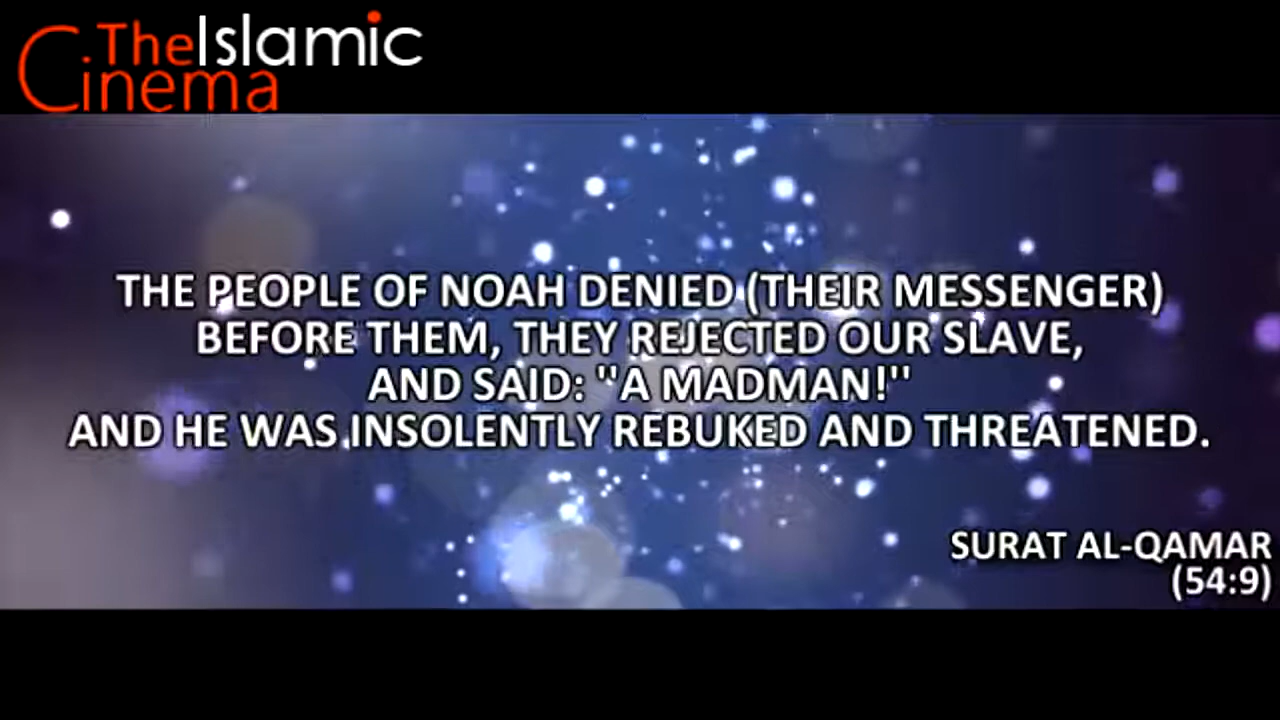 TheIslamic
Cinema
THE PEOPLE OF NOAH DENIED (THEIR MESSENGER)
BEFORE THEM, THEY REJECTED OUR SLAVE,
AND SAID: ''A MADMAN!''
AND HE WAS INSOLENTLY REBUKED AND THREATENED.
SURAT AL-QAMAR
(54:9)